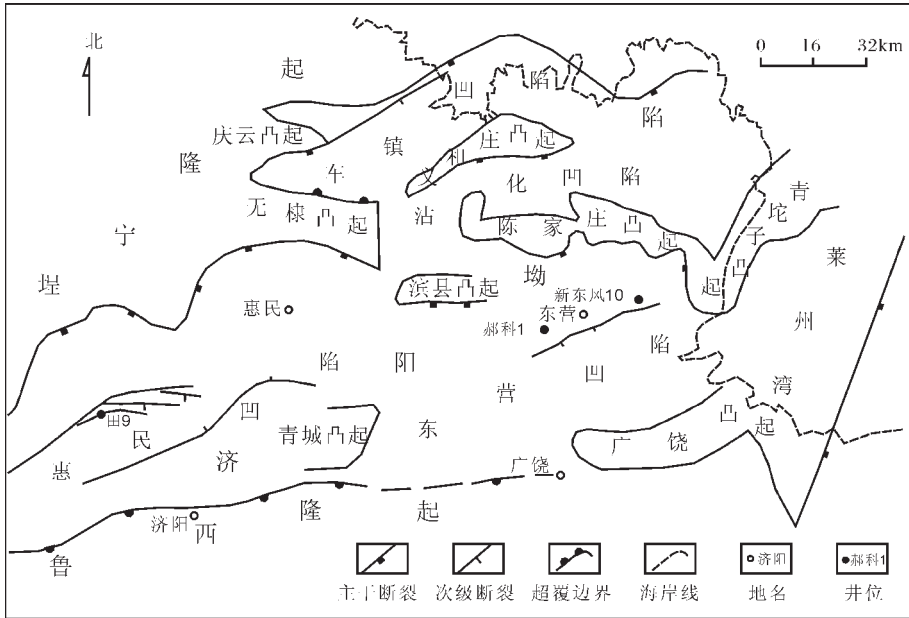 北
0 16 32km
埕宁隆起
庆云凸起
车镇凹陷
义和庄凸起
无棣凸起
沾化凹陷
陈家庄凸起
青坨子凸起
莱州湾
滨县凸起
济阳坳陷
惠民
新东风10
东营
郝科1
东营凹陷
惠民凹陷
田9
青城凸起
广饶凸起
广饶
济阳
鲁西隆起
济阳
郝科1
主干断裂
次级断裂
超覆边界
海岸线
地名
井位